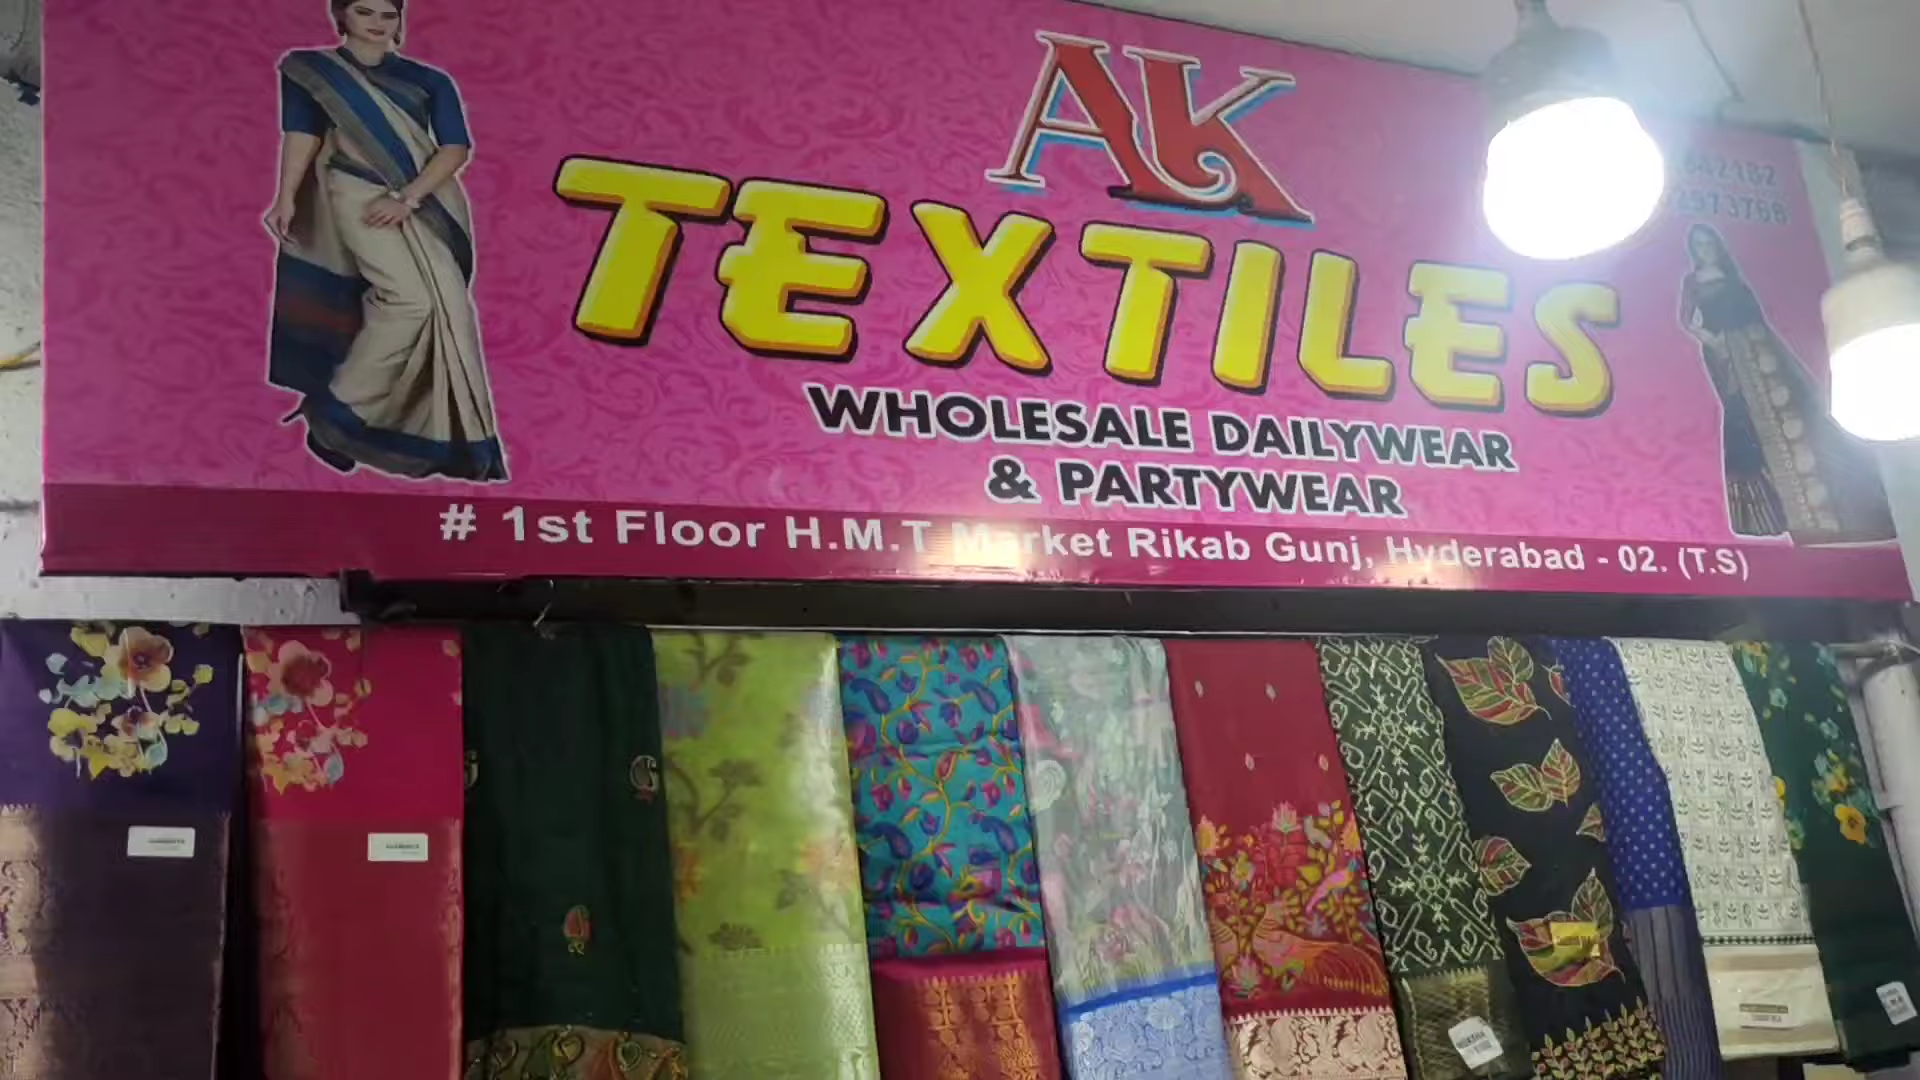 AK
TEXTILES
WHOLESALE DAILYWEAR
& PARTYWEAR
# 1st Floor H.M.T Market Rikab Gunj, Hyderabad - 02. (T.S)